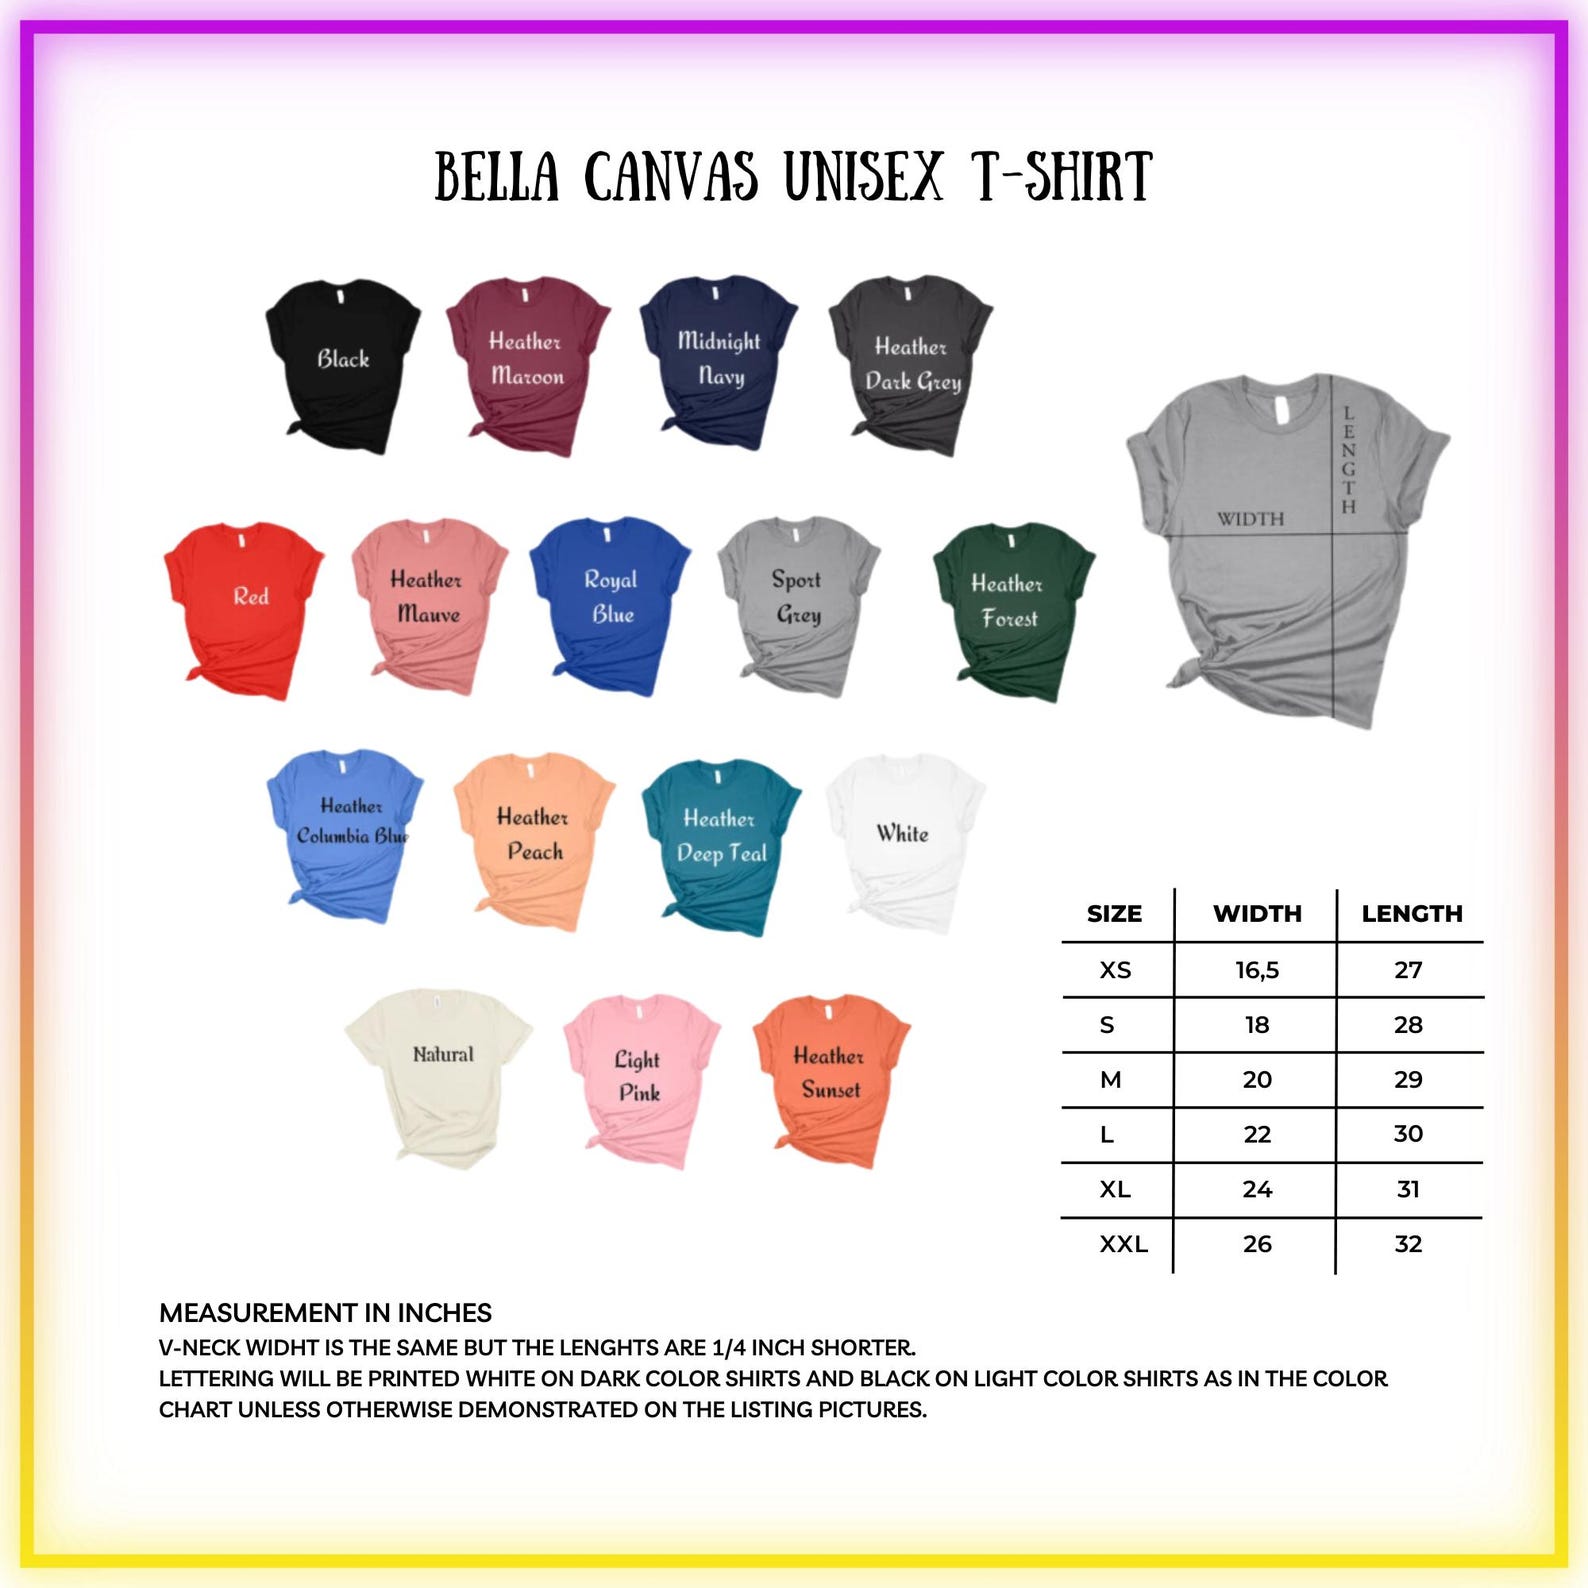 BELLA CANVAS UNISEX T-SHIRT
Black
Heather
Maroon
Midnight
Navy
Heather
Dark Grey
Red
Heather
Mauve
Royal
Blue
Sport
Grey
Heather
Forest
WIDTH
LENGTH
Heather
Columbia Blue
Heather
Peach
Heather
Deep Teal
White
Natural
Light
Pink
Heather
Sunset
SIZE WIDTH LENGTH
XS 16,5 27
S 18 28
M 20 29
L 22 30
XL 24 31
XXL 26 32
MEASUREMENT IN INCHES
V-NECK WIDHT IS THE SAME BUT THE LENGHTS ARE 1/4 INCH SHORTER.
LETTERING WILL BE PRINTED WHITE ON DARK COLOR SHIRTS AND BLACK ON LIGHT COLOR SHIRTS AS IN THE COLOR
CHART UNLESS OTHERWISE DEMONSTRATED ON THE LISTING PICTURES.